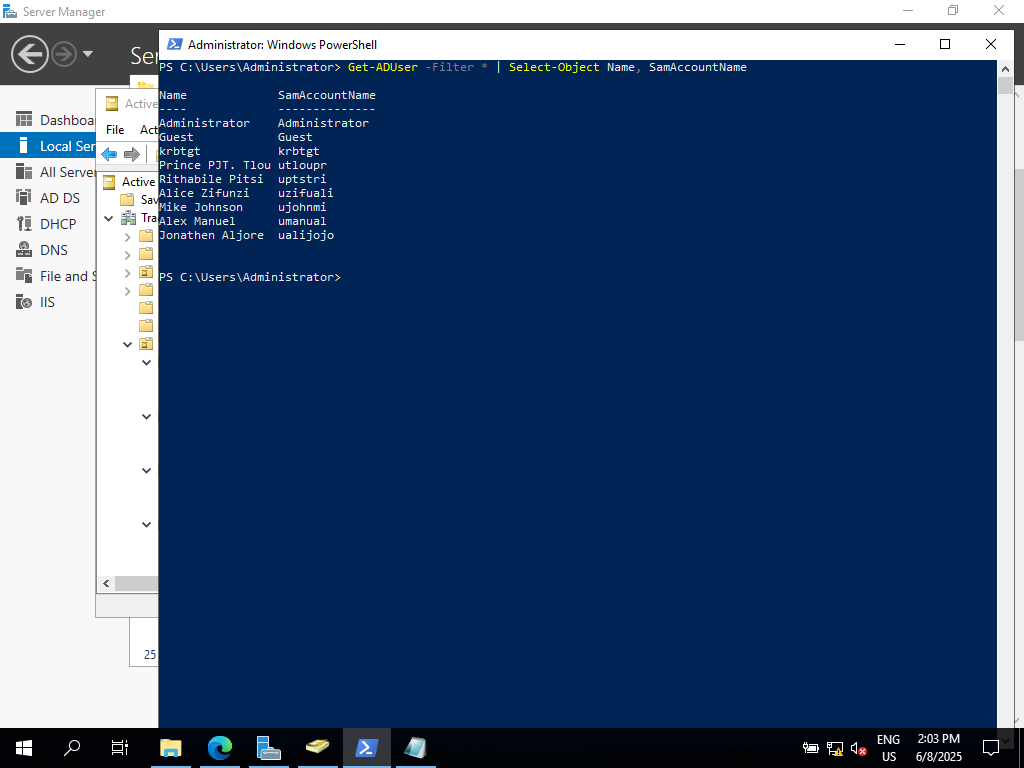 Server Manager
Ser
Administrator: Windows PowerShell
PS C:\Users\Administrator> Get-ADUser -Filter * | Select-Object Name, SamAccountName
Name SamAccountName
---- --------------
Administrator Administrator
Guest Guest
krbtgt krbtgt
Prince PJT. Tlou utloupr
Rithabile Pitsi uptstri
Alice Zifunzi uzifuali
Mike Johnson ujohnmi
Alex Manuel umanual
Jonathen Aljore ualijojo
PS C:\Users\Administrator>
Dashboa
Local Ser
All Server
AD DS
DHCP
DNS
File and S
IIS
Active
File Act
Active
Sav
Tra
25
ENG
US
2:03 PM
6/8/2025